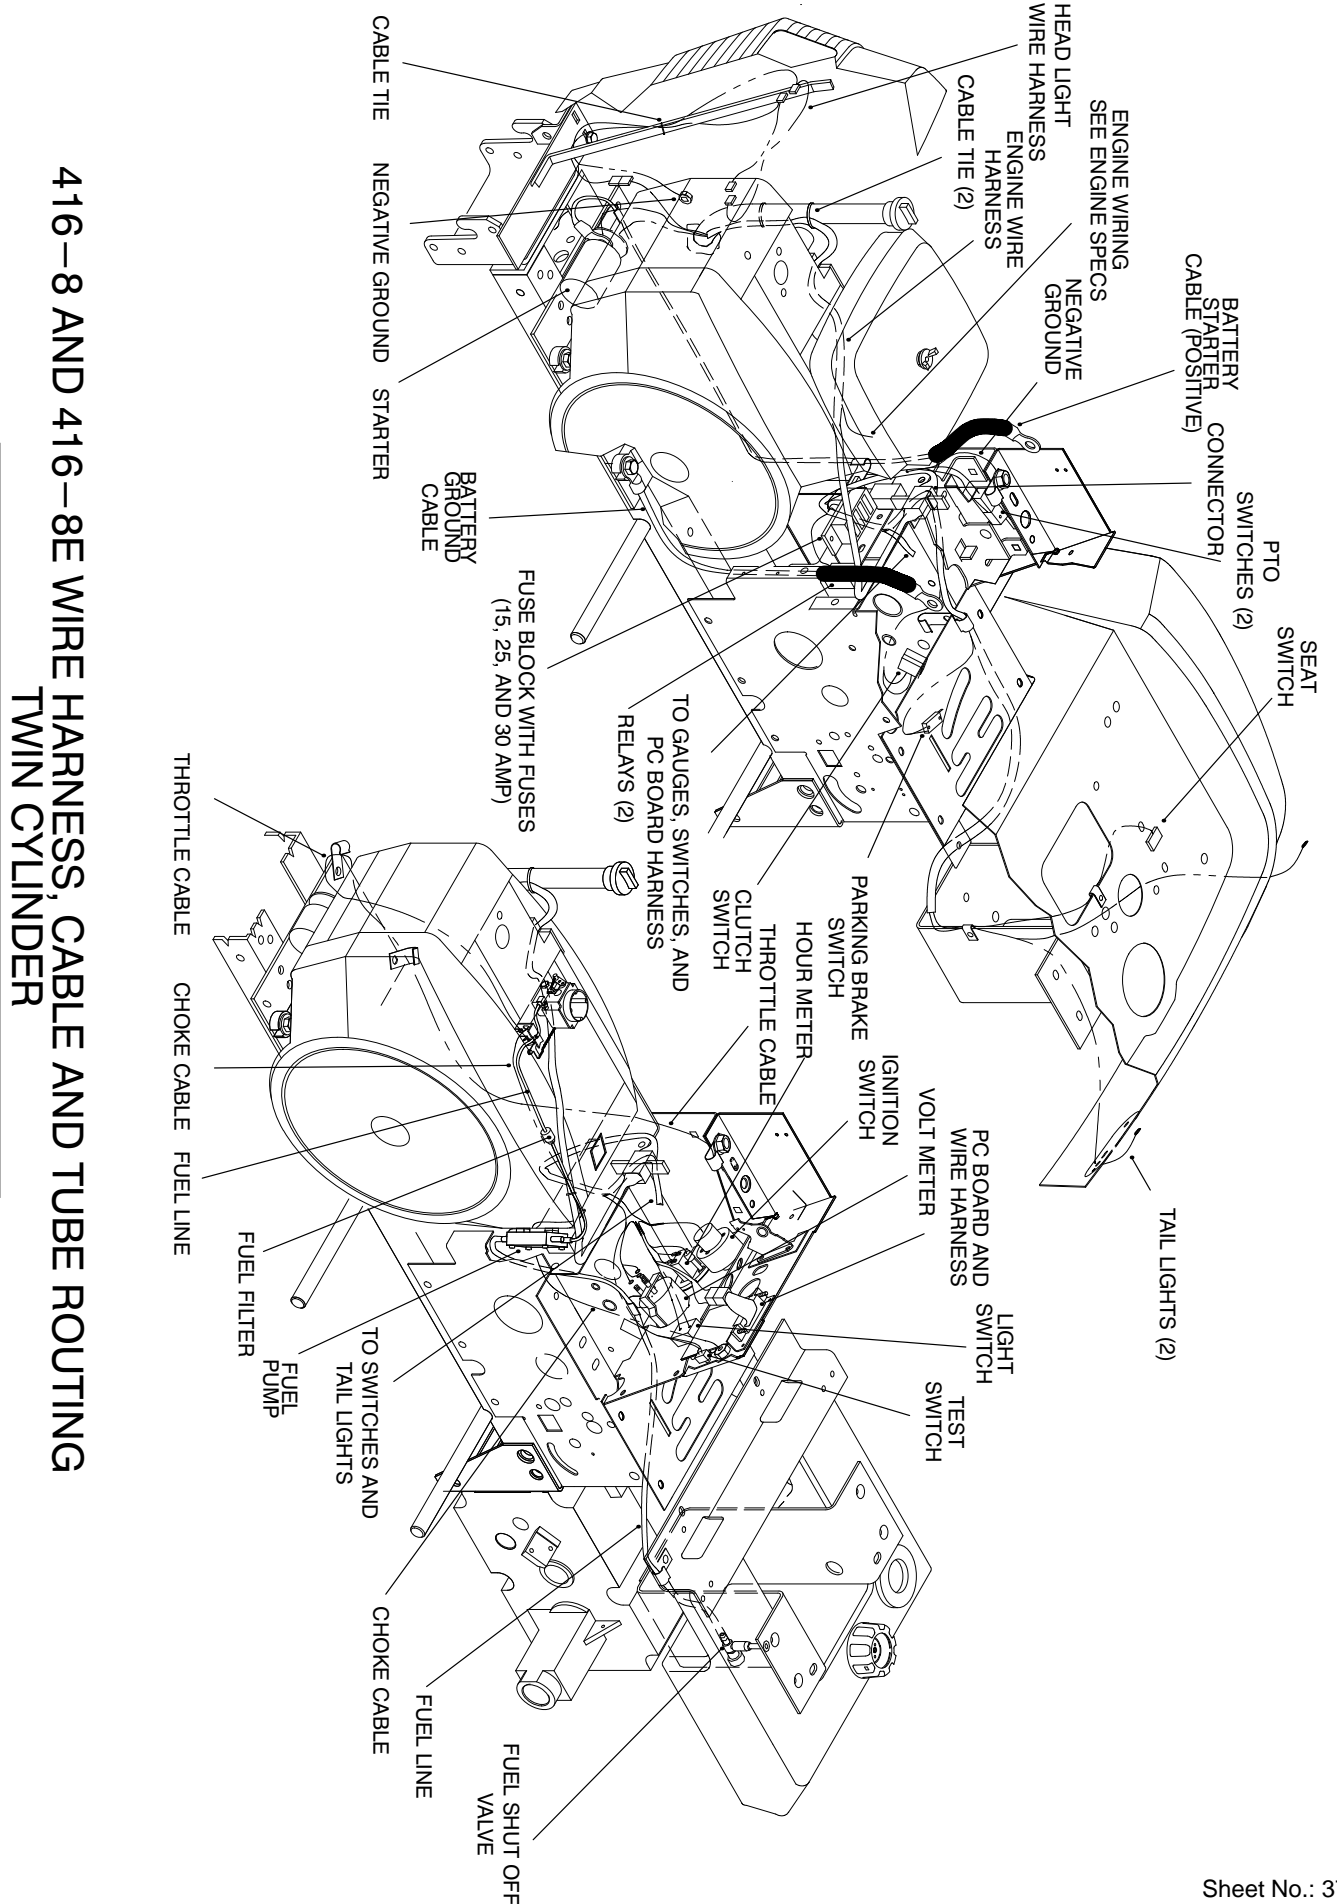 HEAD LIGHT
WIRE HARNESS
ENGINE WIRING
SEE ENGINE SPECS
ENGINE WIRE
HARNESS
CABLE TIE (2)
CABLE TIE
NEGATIVE GROUND
STARTER
BATTERY
STARTER
CABLE (POSITIVE)
NEGATIVE
GROUND
CONNECTOR
PTO
SWITCHES (2)
SEAT
SWITCH
BATTERY
GROUND
CABLE
FUSE BLOCK WITH FUSES
(15, 25, AND 30 AMP)
RELAYS (2)
TO GAUGES, SWITCHES, AND
PC BOARD HARNESS
CLUTCH
SWITCH
PARKING BRAKE
SWITCH
TAIL LIGHTS (2)
THROTTLE CABLE
HOUR METER
IGNITION
SWITCH
VOLT METER
PC BOARD AND
WIRE HARNESS
LIGHT
SWITCH
TEST
SWITCH
THROTTLE CABLE
CHOKE CABLE
FUEL LINE
FUEL FILTER
FUEL
PUMP
TO SWITCHES AND
TAIL LIGHTS
CHOKE CABLE
FUEL LINE
FUEL SHUT OFF
VALVE
416–8 AND 416–8E WIRE HARNESS, CABLE AND TUBE ROUTING
TWIN CYLINDER
Sheet No.: 3